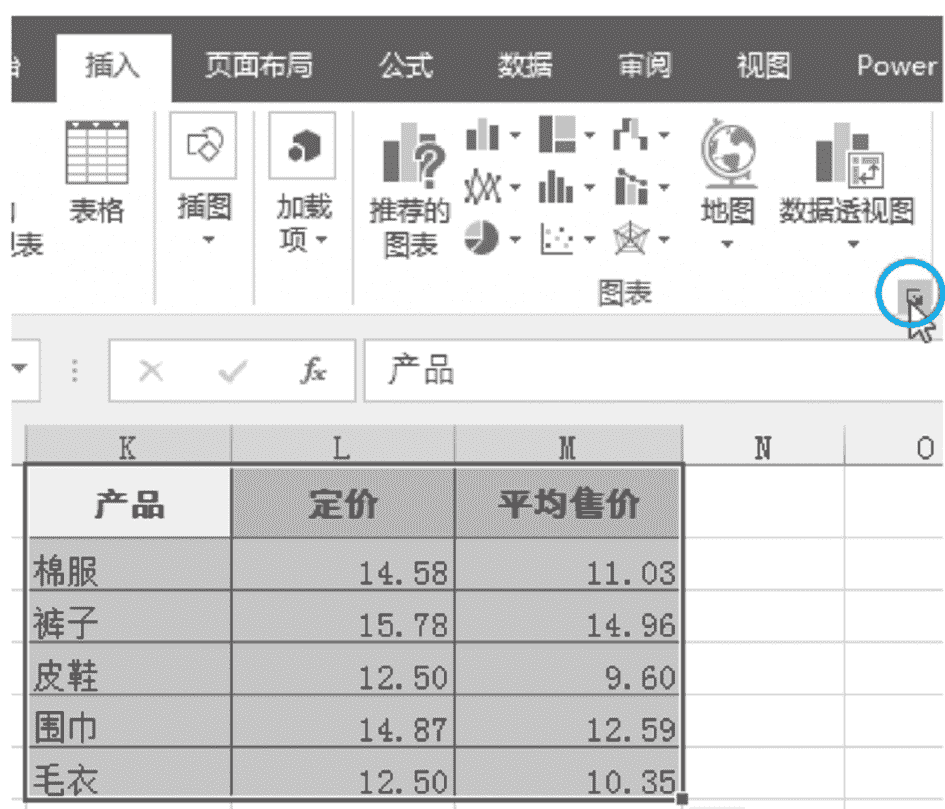 插入 页面布局 公式 数据 审阅 视图 Power
表格 插图 加载项 推荐的图表 地图 数据透视图
表
图表
fx 产品
K L M N O
产品 定价 平均售价
棉服 14.58 11.03
裤子 15.78 14.96
皮鞋 12.50 9.60
围巾 14.87 12.59
毛衣 12.50 10.35